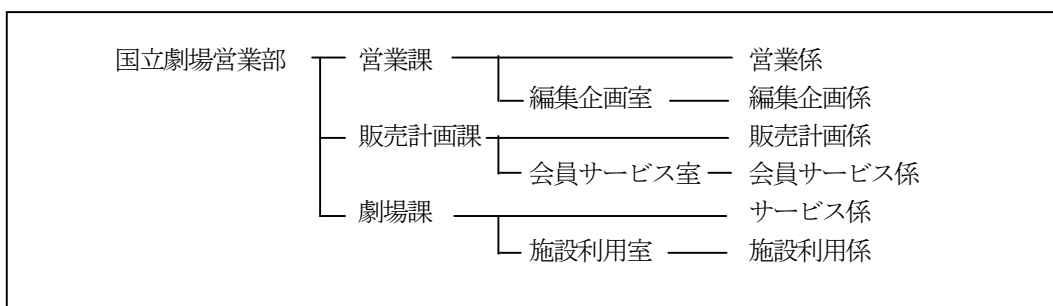 国立劇場営業部 営業課 営業係
編集企画室 編集企画係
販売計画課 販売計画係
会員サービス室 会員サービス係
劇場課 サービス係
施設利用室 施設利用係